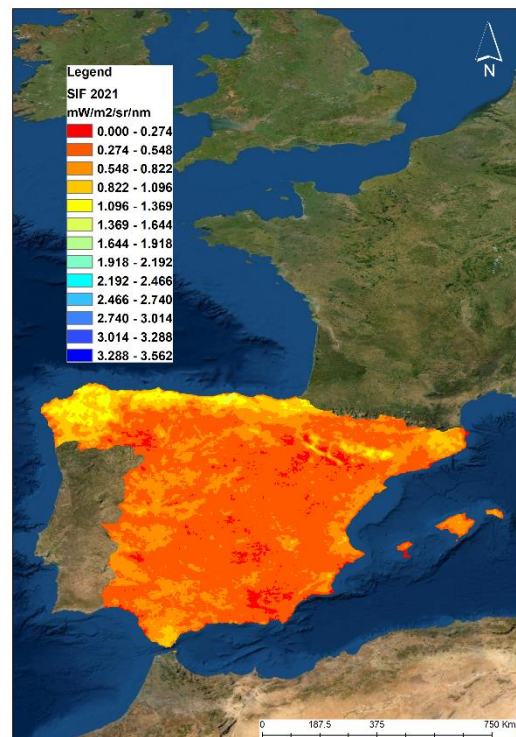 N
Legend
SIF 2021
mW/m2/sr/nm
0.000 - 0.274
0.274 - 0.548
0.548 - 0.822
0.822 - 1.096
1.096 - 1.369
1.369 - 1.644
1.644 - 1.918
1.918 - 2.192
2.192 - 2.466
2.466 - 2.740
2.740 - 3.014
3.014 - 3.288
3.288 - 3.562
0 187.5 375 750 Km